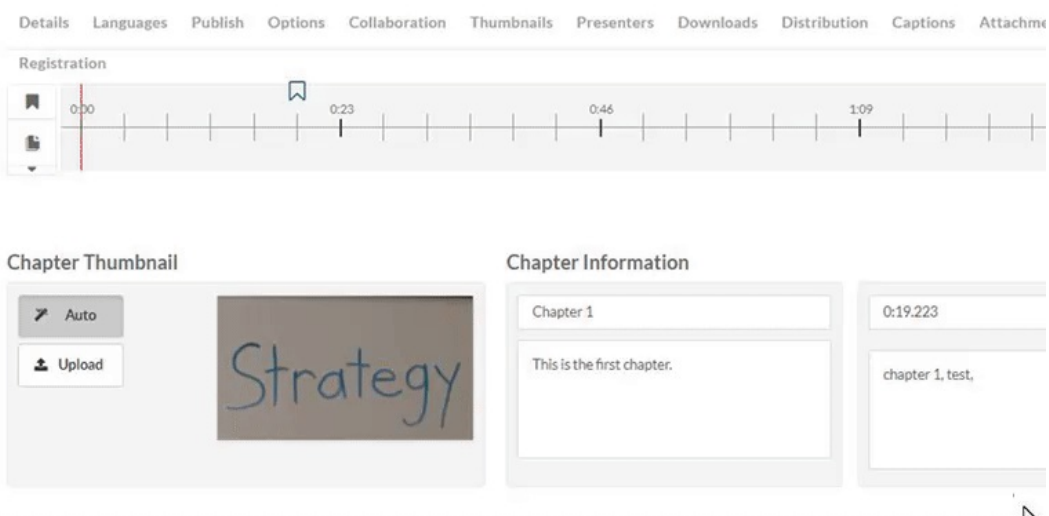 Details Languages Publish Options Collaboration Thumbnails Presenters Downloads Distribution Captions Attachme
Registration
0:00 0:23 0:46 1:09
Chapter Thumbnail Chapter Information
Auto
Upload
Strategy
Chapter 1
This is the first chapter.
0:19.223
chapter 1, test,